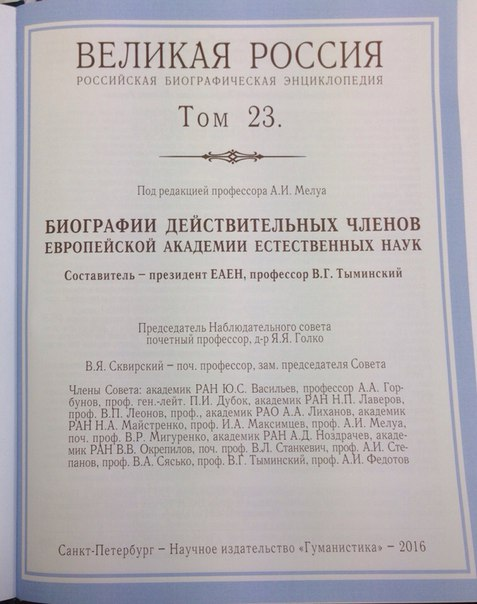 ВЕЛИКАЯ РОССИЯ
РОССИЙСКАЯ БИОГРАФИЧЕСКАЯ ЭНЦИКЛОПЕДИЯ
Том 23.
Под редакцией профессора А.И. Мелуа
БИОГРАФИИ ДЕЙСТВИТЕЛЬНЫХ ЧЛЕНОВ
ЕВРОПЕЙСКОЙ АКАДЕМИИ ЕСТЕСТВЕННЫХ НАУК
Составитель – президент ЕАЕН, профессор В.Г. Тыминский
Председатель Наблюдательного совета
почетный профессор, д-р Я.Я. Голко
В.Я. Сквирский – поч. профессор, зам. председателя Совета
Члены Совета: академик РАН Ю.С. Васильев, профессор А.А. Гор-
бунов, проф. ген.-лейт. П.И. Дубок, академик РАН Н.П. Лаверов,
проф. В.П. Леонов, проф., академик РАО А.А. Лиханов, академик
РАН Н.А. Майстренко, проф. И.А. Максимцев, проф. А.И. Мелуа,
поч. проф. В.Р. Мигуренко, академик РАН А.Д. Ноздрачев, акаде-
мик РАН В.В. Окрепилов, поч. проф. В.Л. Станкевич, проф. А.И. Сте-
панов, проф. В.А. Сясько, проф. В.Г. Тыминский, проф. А.И. Федотов
Санкт-Петербург – Научное издательство «Гуманистика» – 2016